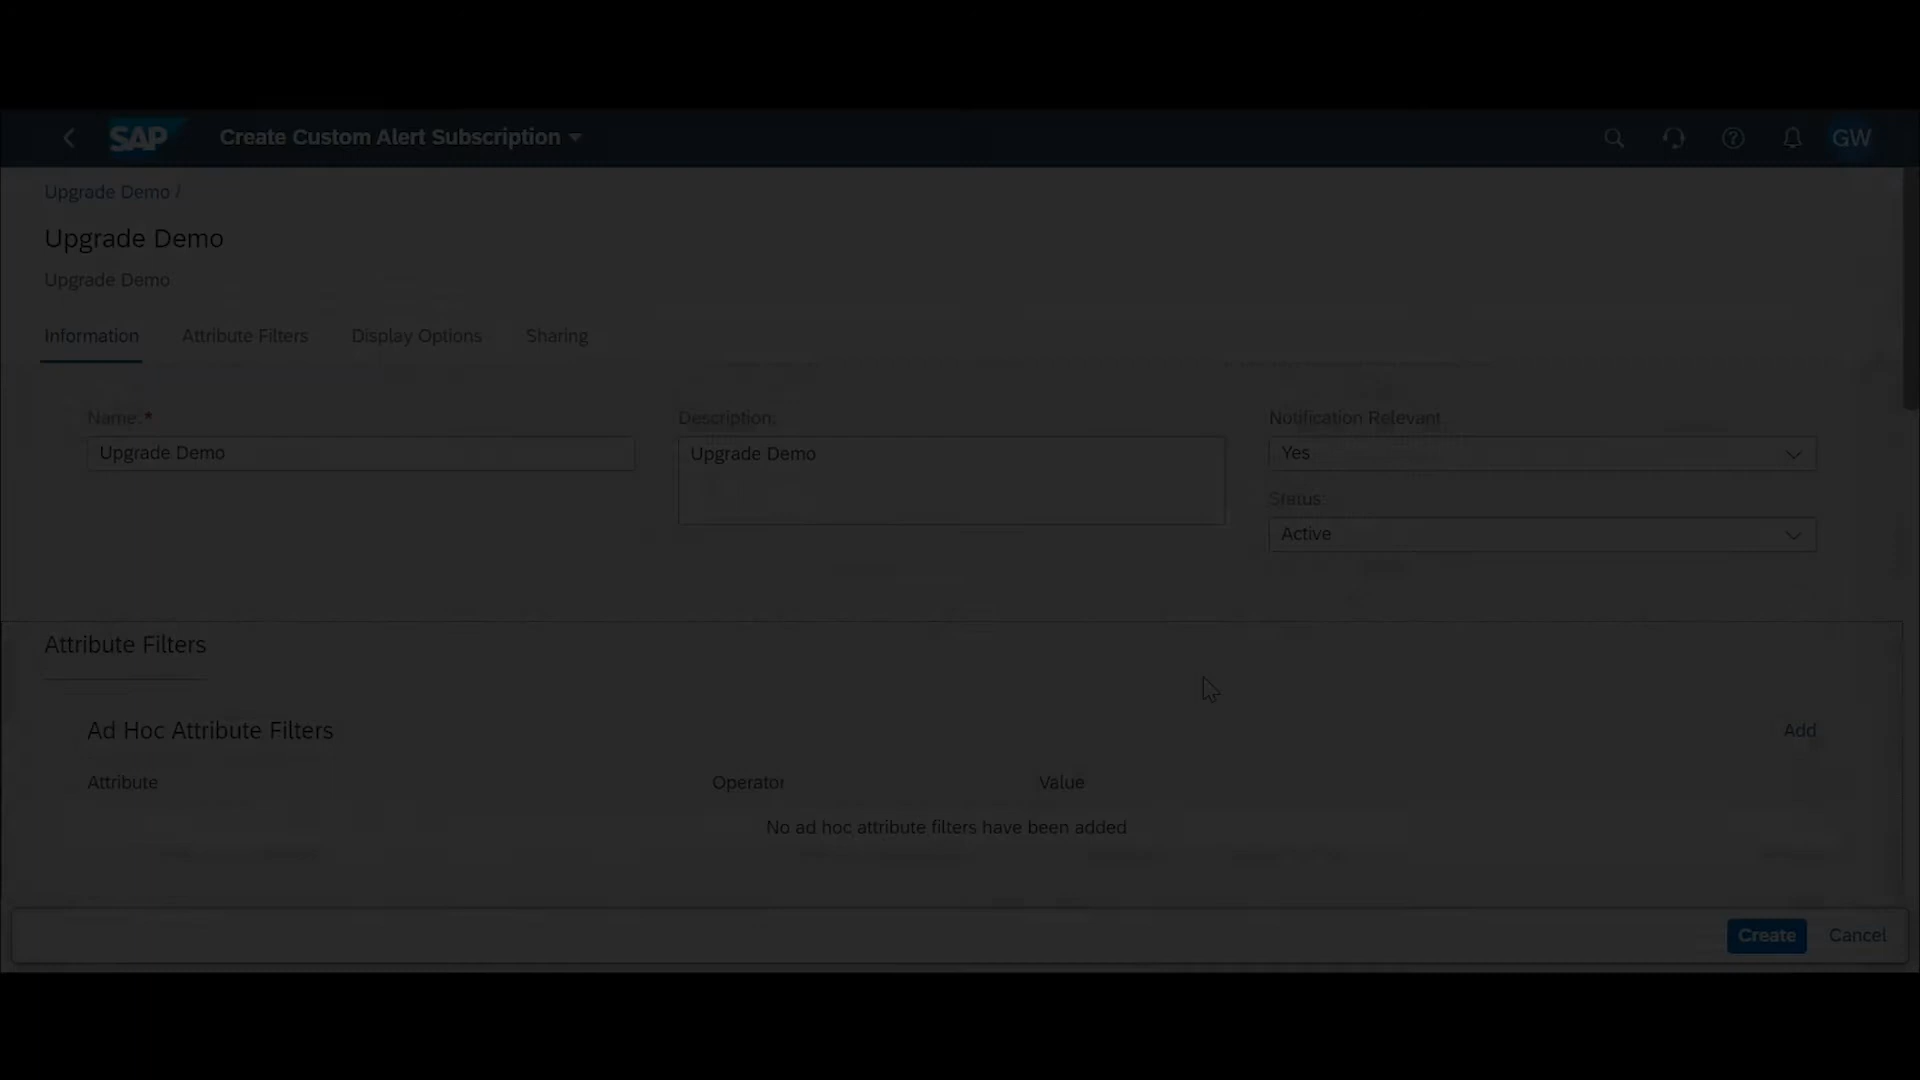 SAP
Create Custom Alert Subscription
GW
Upgrade Demo /
Upgrade Demo
Upgrade Demo
Information
Attribute Filters
Display Options
Sharing
Name:*
Description:
Notification Relevant
Upgrade Demo
Upgrade Demo
Yes
Status:
Active
Attribute Filters
Ad Hoc Attribute Filters
Add
Attribute
Operator
Value
No ad hoc attribute filters have been added
Create
Cancel